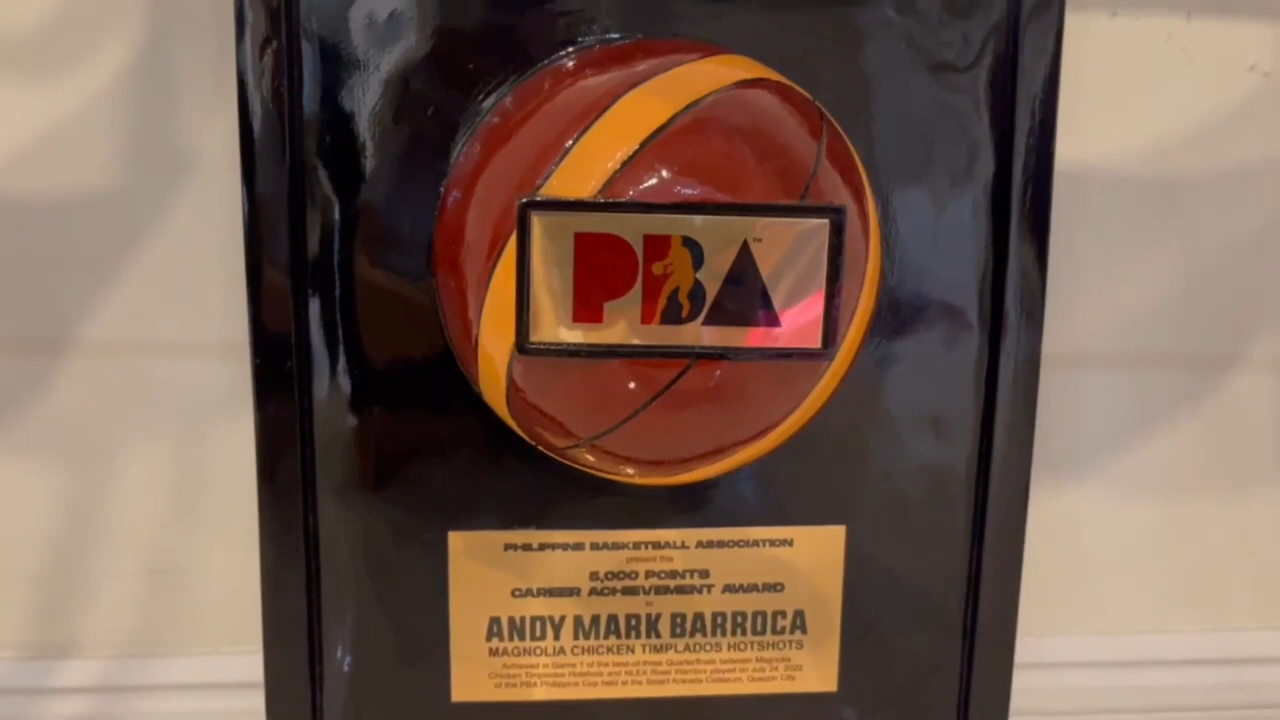 PBA™
PHILIPPINE BASKETBALL ASSOCIATION
present this
5,000 POINTS
CAREER ACHIEVEMENT AWARD
to
ANDY MARK BARROCA
MAGNOLIA CHICKEN TIMPLADOS HOTSHOTS
Achieved in Game 1 of the best-of-three Quarterfinals between Magnolia
Chicken Timplados Hotshots and NLEX Road Warriors played on July 24, 2022
of the PBA Philippine Cup held at the Smart Araneta Coliseum, Quezon City